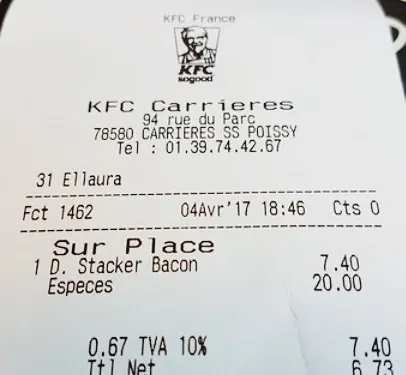 KFC France
KFC
sogood
KFC Carrieres
94 rue du Parc
78580 CARRIERES SS POISSY
Tel : 01.39.74.42.67
31 Ellaura
Fct 1462 04Avr'17 18:46 Cts 0
Sur Place
1 D. Stacker Bacon 7.40
Especes 20.00
0.67 TVA 10% 7.40
Ttl Net 6.73